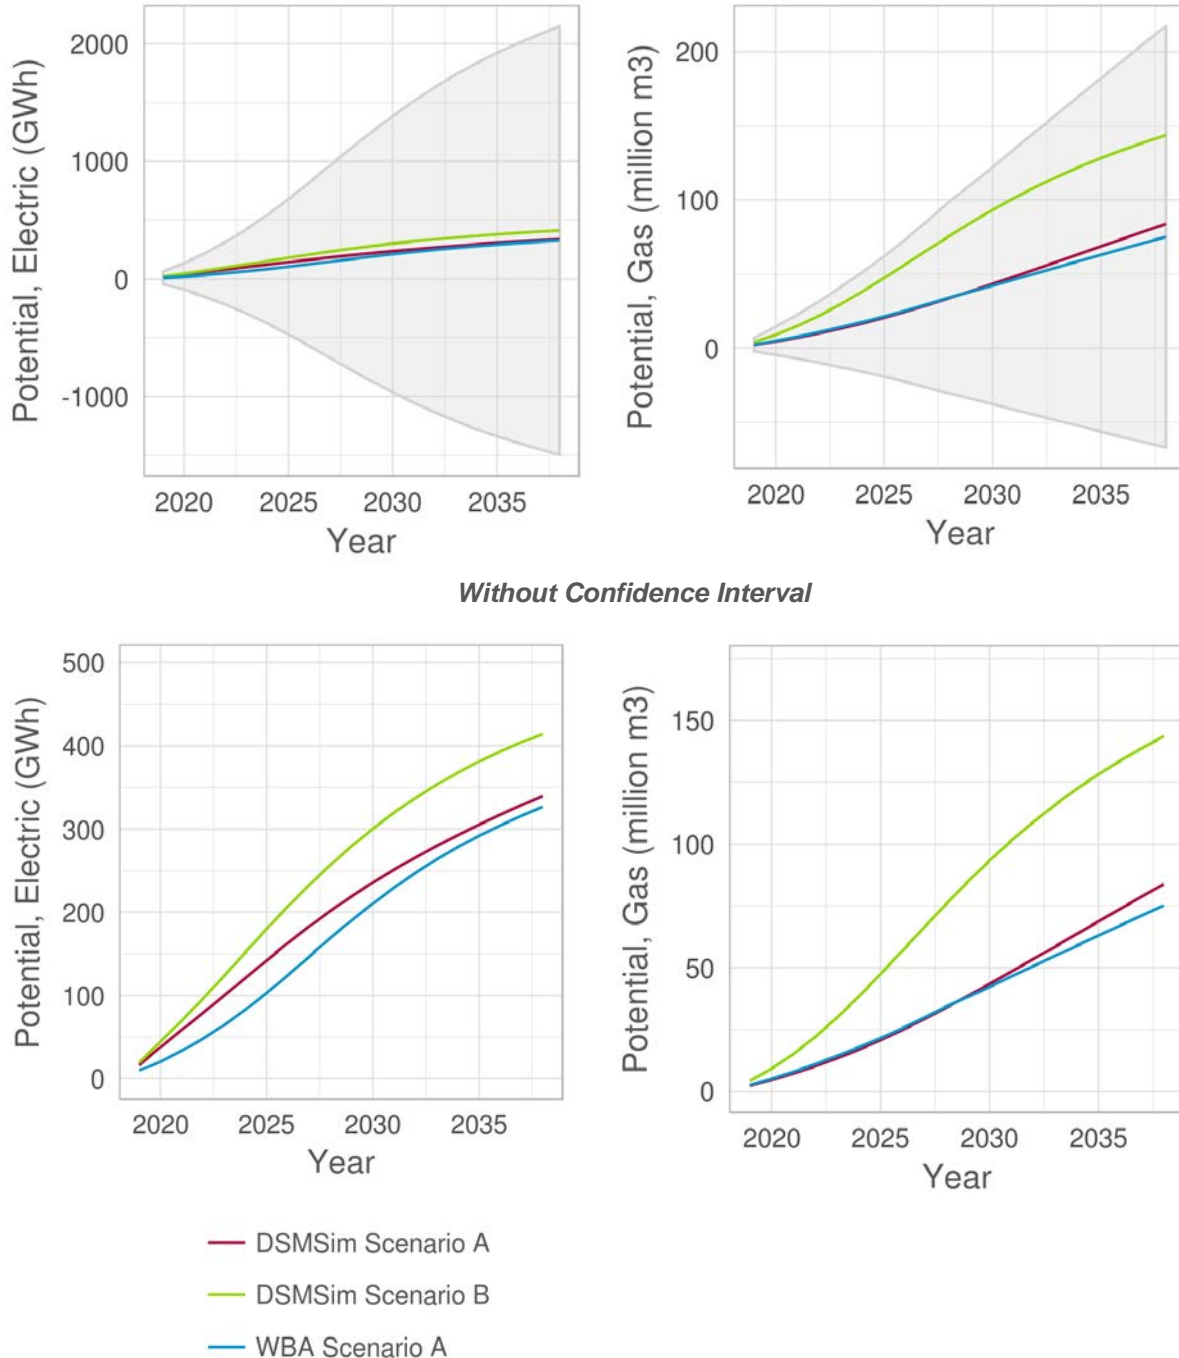 Potential, Electric (GWh)
2000
1000
0
-1000
2020 2025 2030 2035
Year
Potential, Gas (million m3)
200
100
0
2020 2025 2030 2035
Year
Without Confidence Interval
Potential, Electric (GWh)
500
400
300
200
100
0
2020 2025 2030 2035
Year
Potential, Gas (million m3)
150
100
50
0
2020 2025 2030 2035
Year
DSMSim Scenario A
DSMSim Scenario B
WBA Scenario A